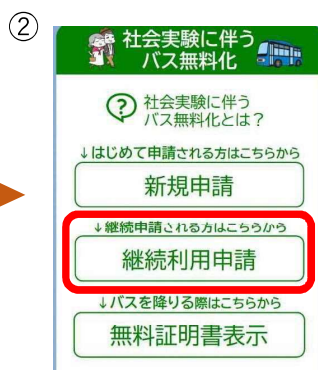 ②
社会実験に伴う
バス無料化
? 社会実験に伴う
バス無料化とは？
↓はじめて申請される方はこちらから
新規申請
↓継続申請される方はこちらから
継続利用申請
↓バスを降りる際はこちらから
無料証明書表示